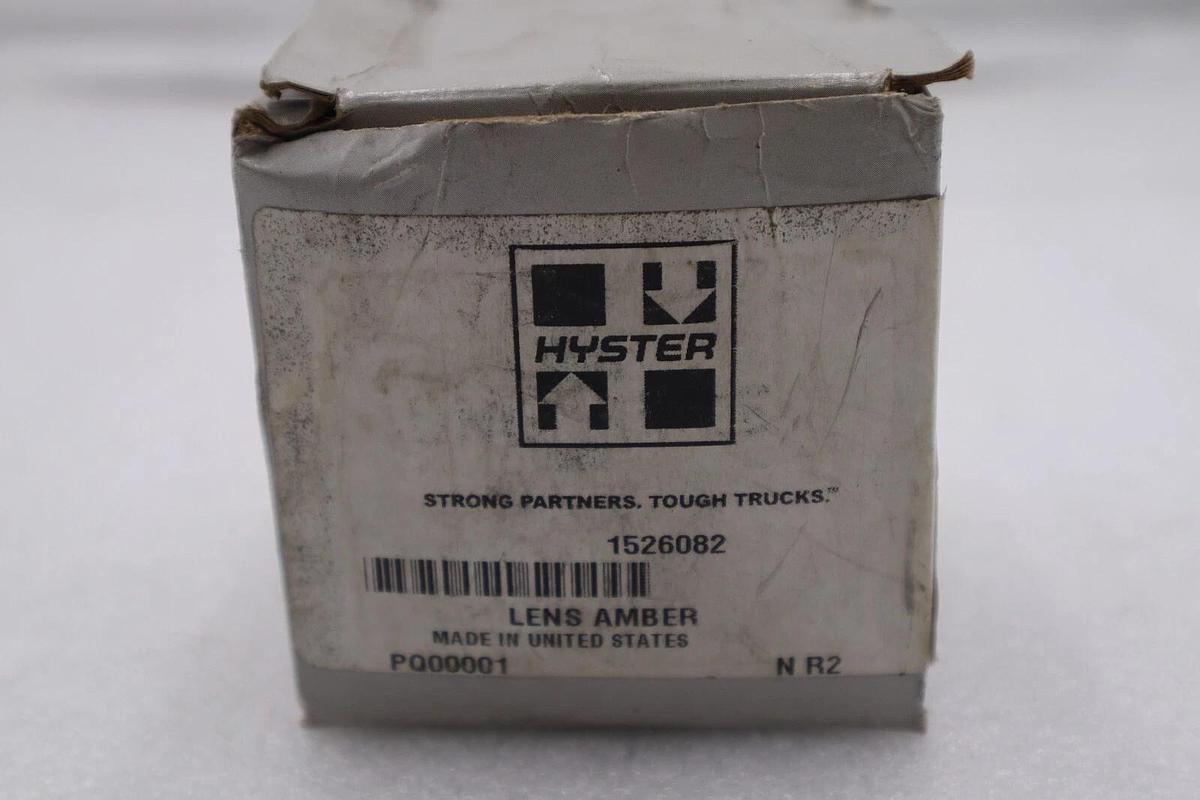 HYSTER
STRONG PARTNERS. TOUGH TRUCKS.™
1526082
LENS AMBER
MADE IN UNITED STATES
PQ00001 N R2